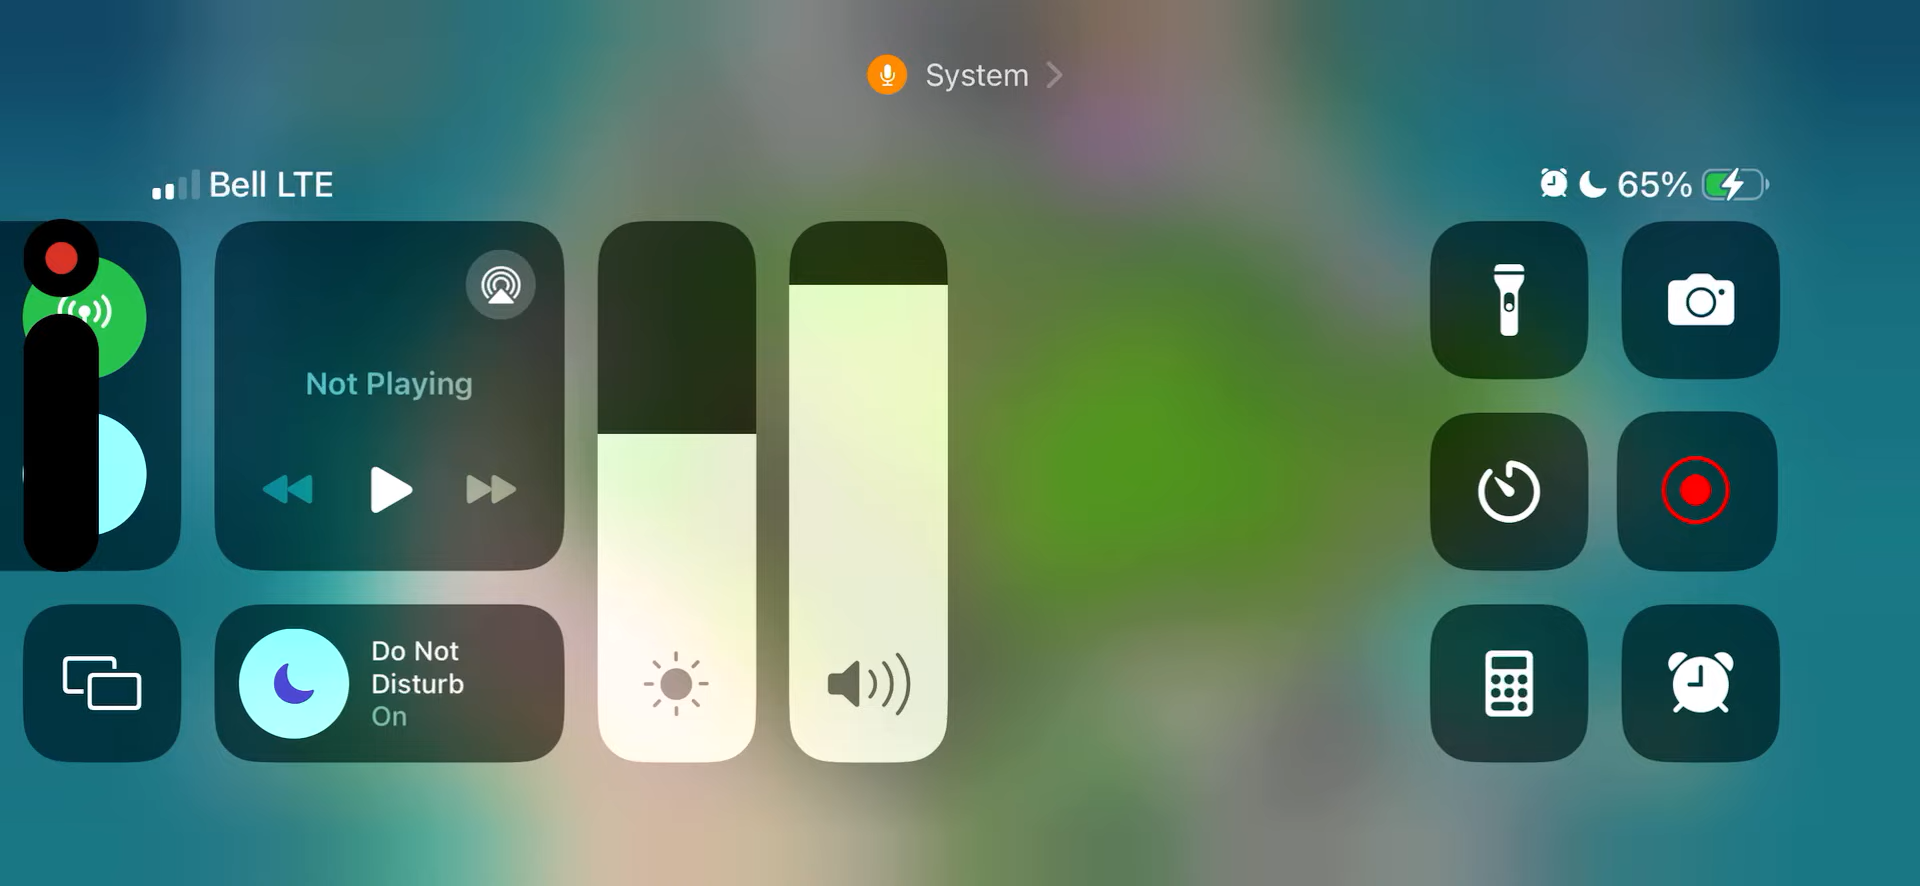 System
Bell LTE
65%
Not Playing
Do Not
Disturb
On